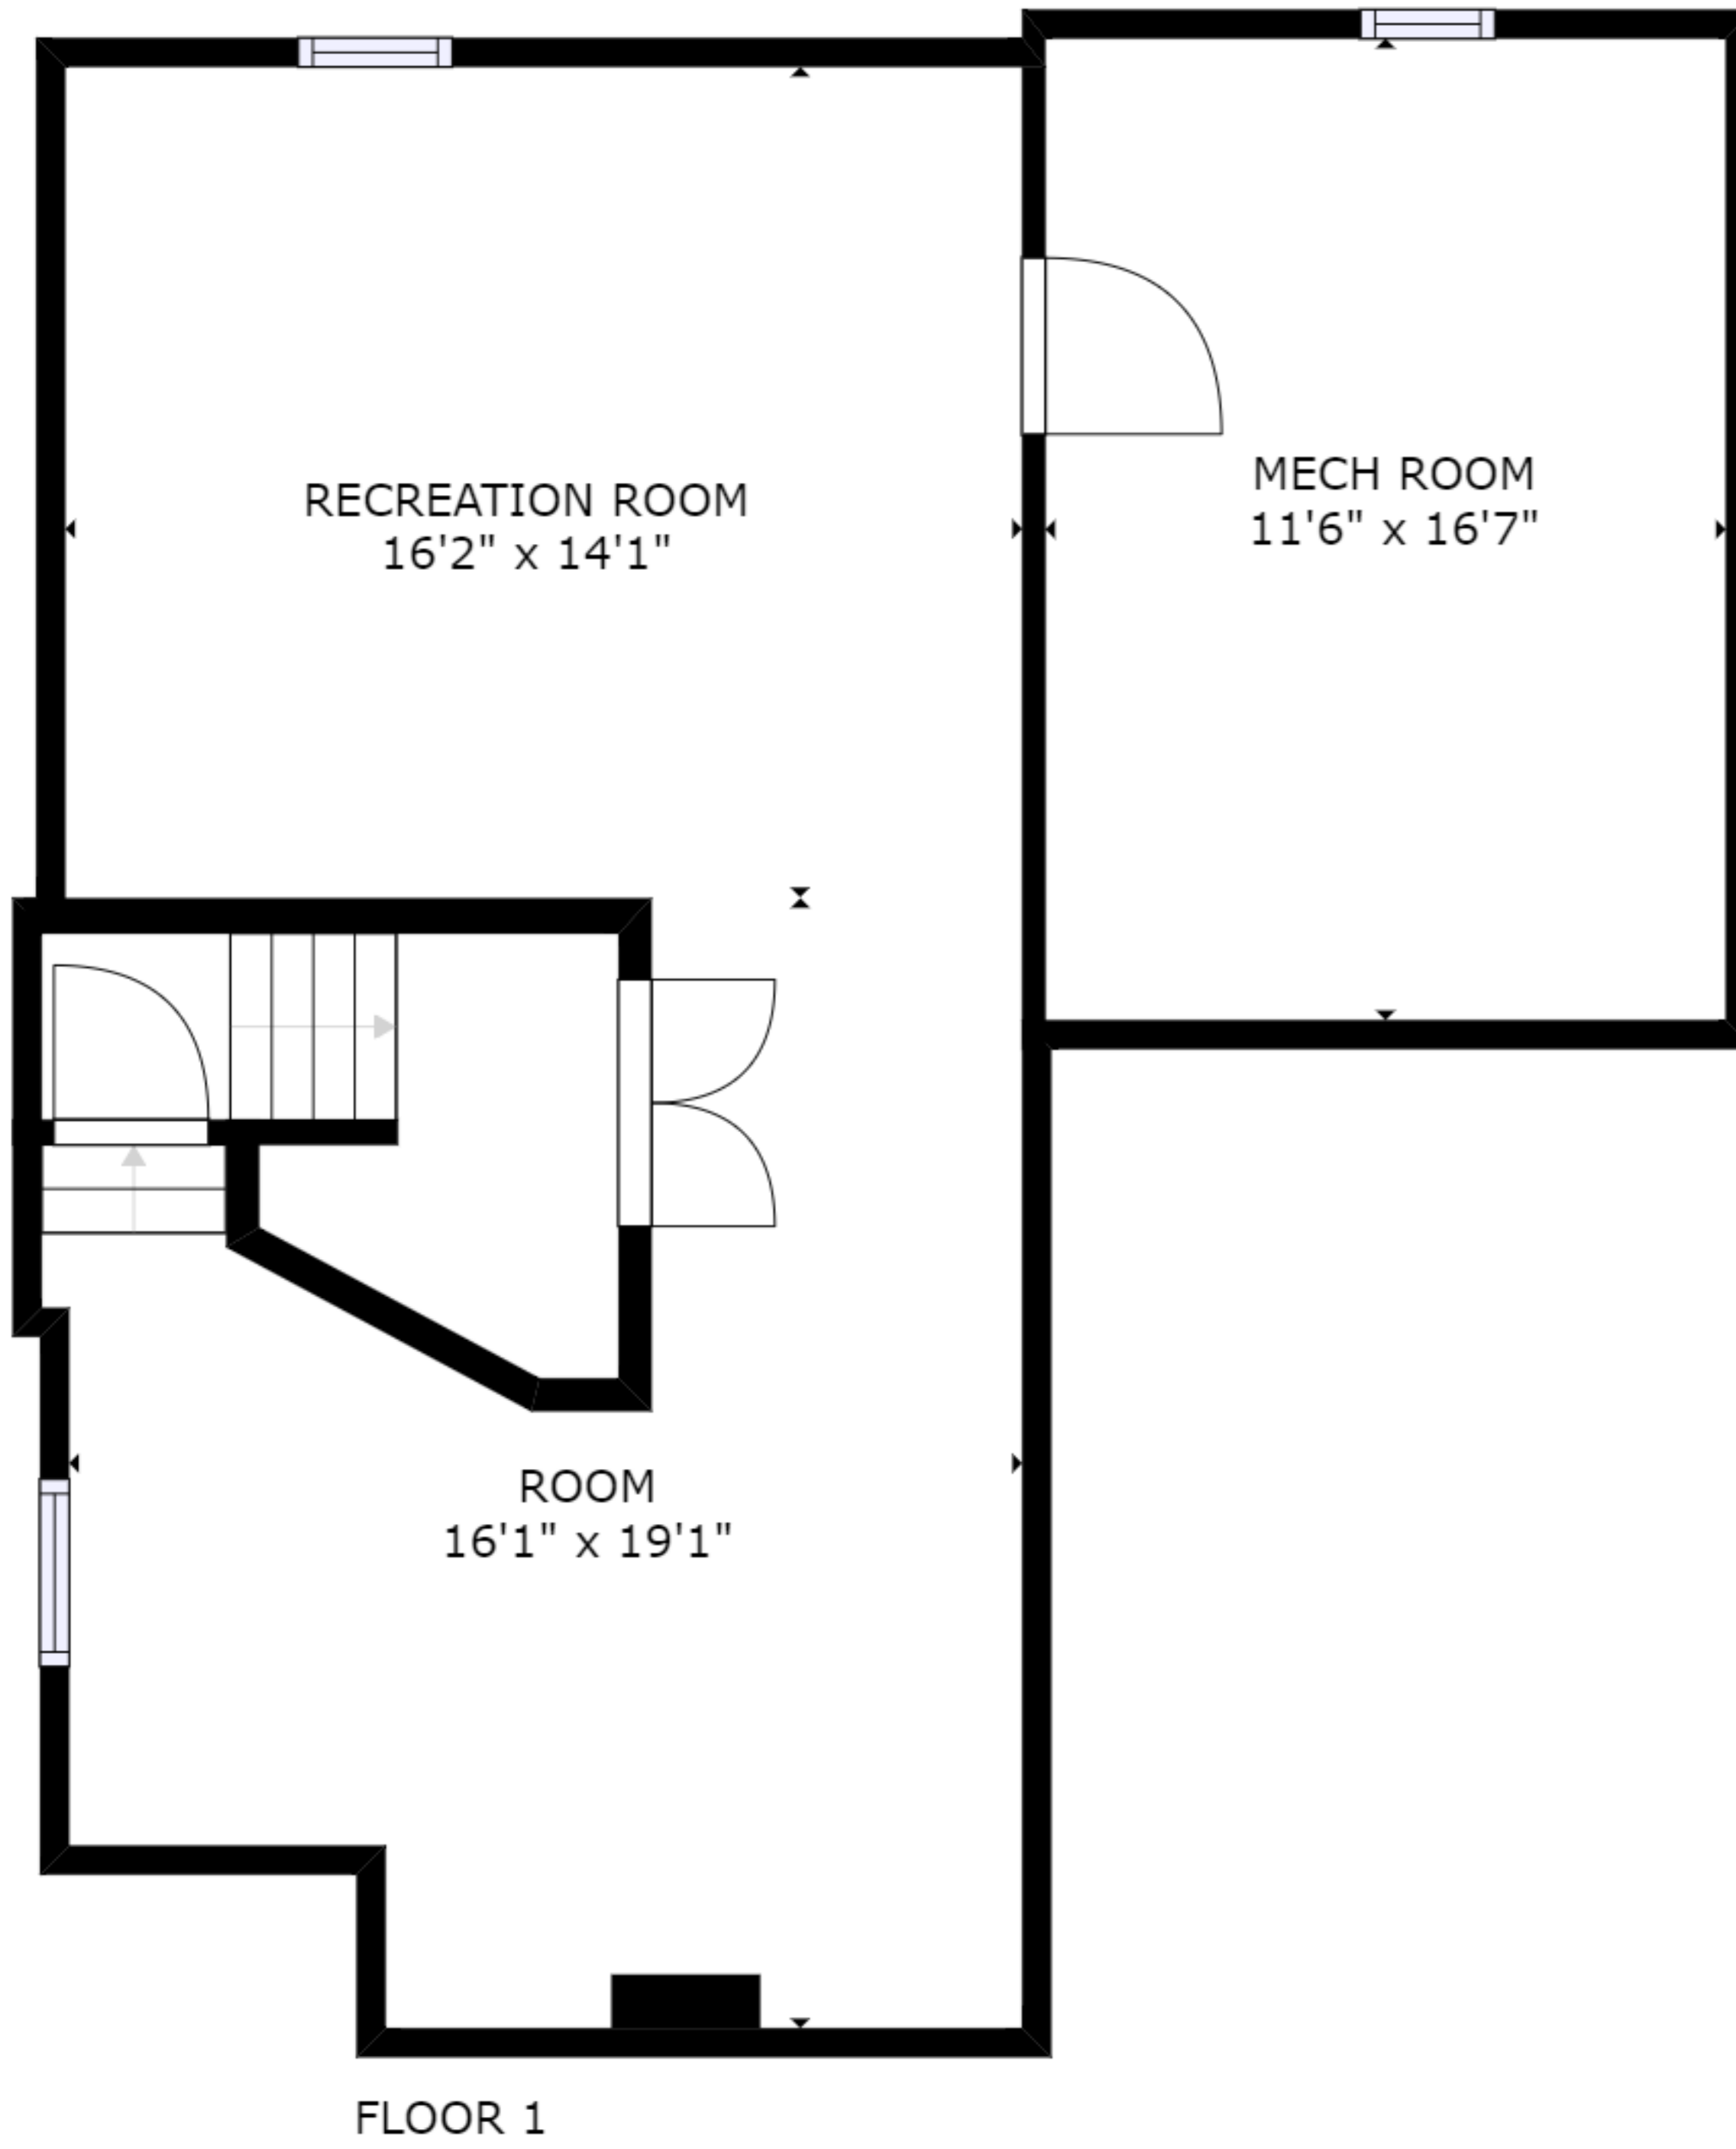 RECREATION ROOM
16'2" x 14'1"
MECH ROOM
11'6" x 16'7"
ROOM
16'1" x 19'1"
FLOOR 1